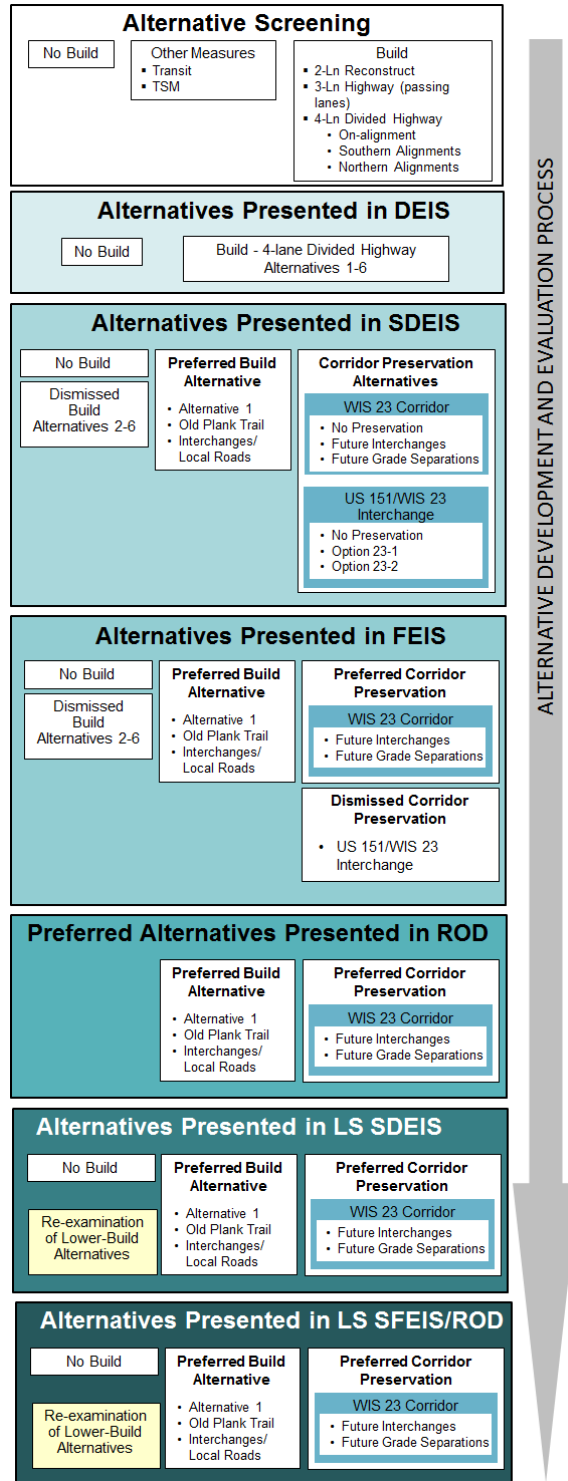 Alternative Screening
No Build
Other Measures
▪ Transit
▪ TSM
Build
▪ 2-Ln Reconstruct
▪ 3-Ln Highway (passing
lanes)
▪ 4-Ln Divided Highway
• On-alignment
• Southern Alignments
• Northern Alignments
Alternatives Presented in DEIS
No Build
Build - 4-lane Divided Highway
Alternatives 1-6
Alternatives Presented in SDEIS
No Build
Dismissed
Build
Alternatives 2-6
Preferred Build
Alternative
• Alternative 1
• Old Plank Trail
• Interchanges/
Local Roads
Corridor Preservation
Alternatives
WIS 23 Corridor
• No Preservation
• Future Interchanges
• Future Grade Separations
US 151/WIS 23
Interchange
• No Preservation
• Option 23-1
• Option 23-2
Alternatives Presented in FEIS
No Build
Dismissed
Build
Alternatives 2-6
Preferred Build
Alternative
• Alternative 1
• Old Plank Trail
• Interchanges/
Local Roads
Preferred Corridor
Preservation
WIS 23 Corridor
• Future Interchanges
• Future Grade Separations
Dismissed Corridor
Preservation
• US 151/WIS 23
Interchange
Preferred Alternatives Presented in ROD
Preferred Build
Alternative
• Alternative 1
• Old Plank Trail
• Interchanges/
Local Roads
Preferred Corridor
Preservation
WIS 23 Corridor
• Future Interchanges
• Future Grade Separations
Alternatives Presented in LS SDEIS
No Build
Re-examination
of Lower-Build
Alternatives
Preferred Build
Alternative
• Alternative 1
• Old Plank Trail
• Interchanges/
Local Roads
Preferred Corridor
Preservation
WIS 23 Corridor
• Future Interchanges
• Future Grade Separations
Alternatives Presented in LS SFEIS/ROD
No Build
Re-examination
of Lower-Build
Alternatives
Preferred Build
Alternative
• Alternative 1
• Old Plank Trail
• Interchanges/
Local Roads
Preferred Corridor
Preservation
WIS 23 Corridor
• Future Interchanges
• Future Grade Separations
ALTERNATIVE DEVELOPMENT AND EVALUATION PROCESS